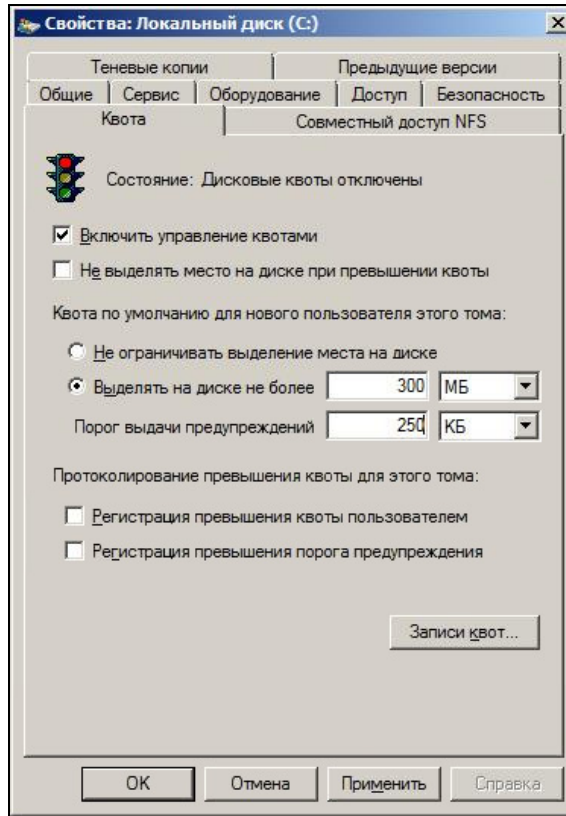 Свойства: Локальный диск (C:)
Теневые копии Предыдущие версии
Общие Сервис Оборудование Доступ Безопасность
Квота Совместный доступ NFS
Состояние: Дисковые квоты отключены
Включить управление квотами
Не выделять место на диске при превышении квоты
Квота по умолчанию для нового пользователя этого тома:
Не ограничивать выделение места на диске
Выделять на диске не более 300 МБ
Порог выдачи предупреждений 250 КБ
Протоколирование превышения квоты для этого тома:
Регистрация превышения квоты пользователем
Регистрация превышения порога предупреждения
Записи квот...
OK Отмена Применить Справка